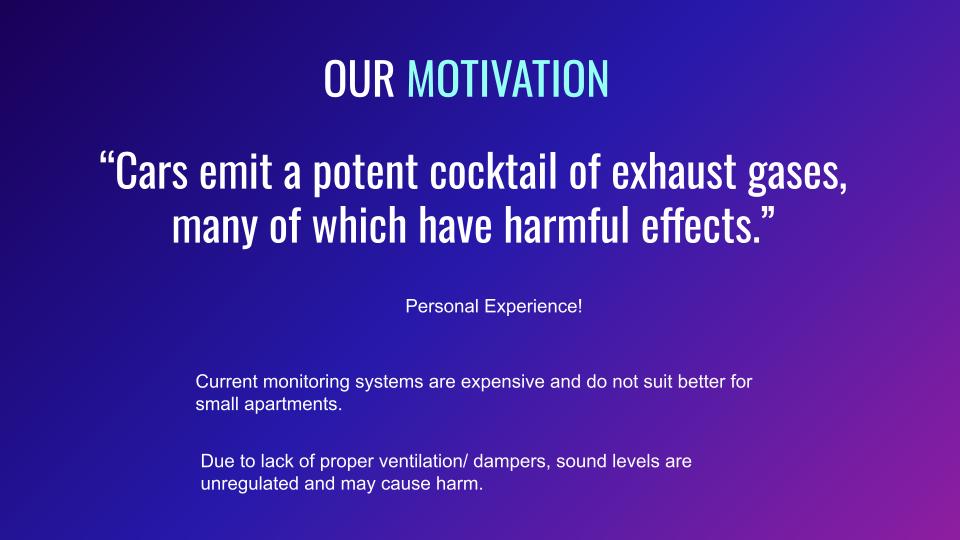 OUR MOTIVATION
“Cars emit a potent cocktail of exhaust gases,
many of which have harmful effects.”
Personal Experience!
Current monitoring systems are expensive and do not suit better for
small apartments.
Due to lack of proper ventilation/ dampers, sound levels are
unregulated and may cause harm.